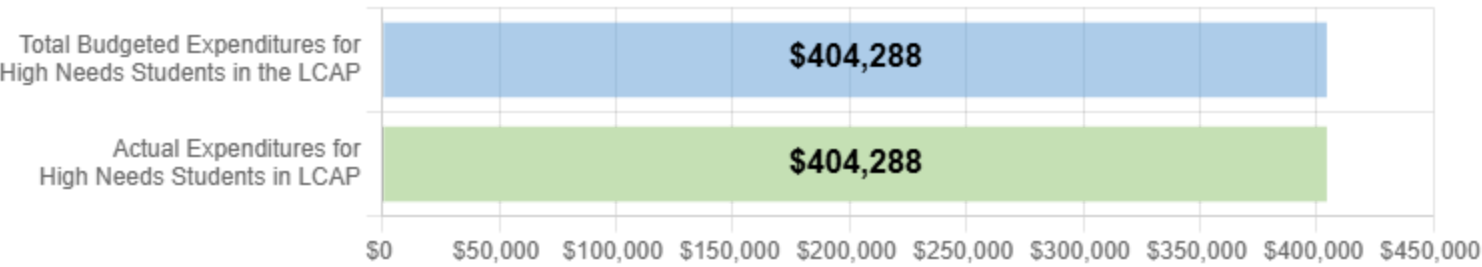 Total Budgeted Expenditures for
High Needs Students in the LCAP
$404,288
Actual Expenditures for
High Needs Students in LCAP
$404,288
$0 $50,000 $100,000 $150,000 $200,000 $250,000 $300,000 $350,000 $400,000 $450,000